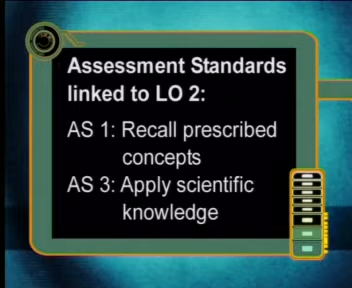 Assessment Standards
linked to LO 2:
AS 1: Recall prescribed
concepts
AS 3: Apply scientific
knowledge